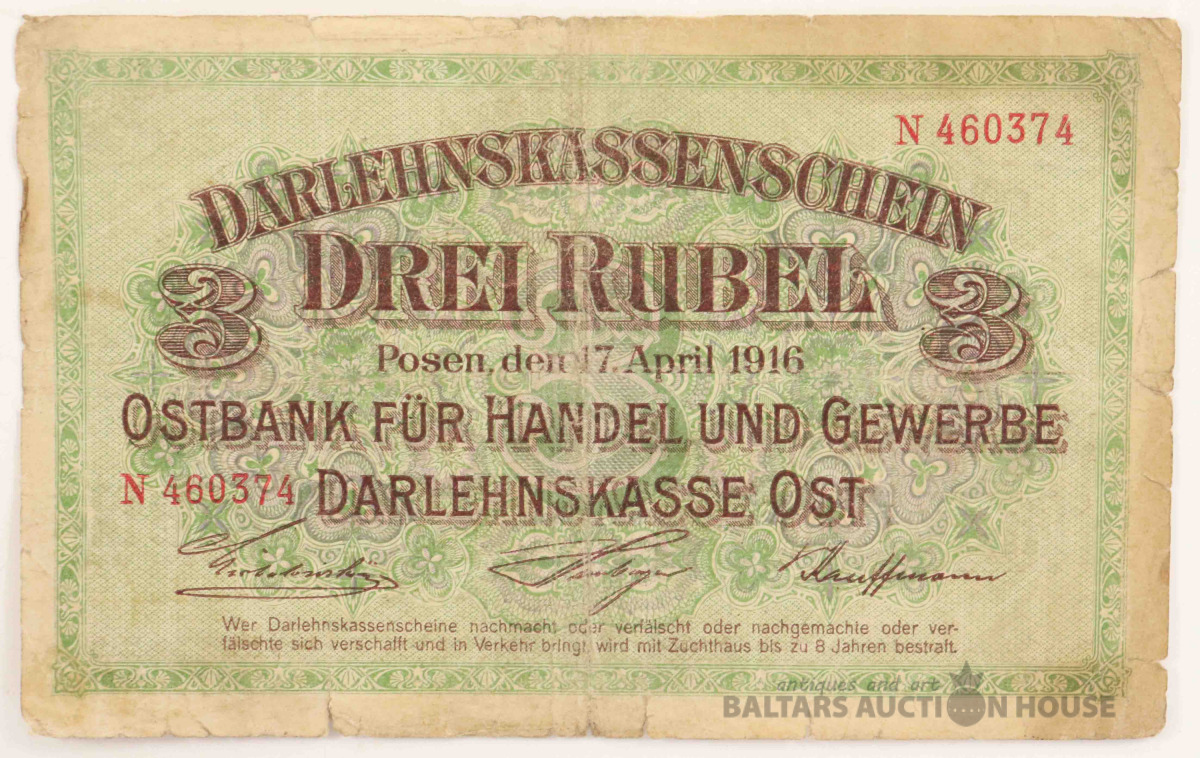 N 460374
DARLEHNSKASSENSCHEIN
3 DREI RUBEL 3
Posen, den 17. April 1916
OSTBANK FÜR HANDEL UND GEWERBE
N 460374 DARLEHNSKASSE OST
Kauffmann
Wer Darlehnskassenscheine nachmacht oder verfälscht oder nachgemachte oder ver-
fälschte sich verschafft und in Verkehr bringt, wird mit Zuchthaus bis zu 8 Jahren bestraft.
antiques and art
BALTARS AUCTION HOUSE